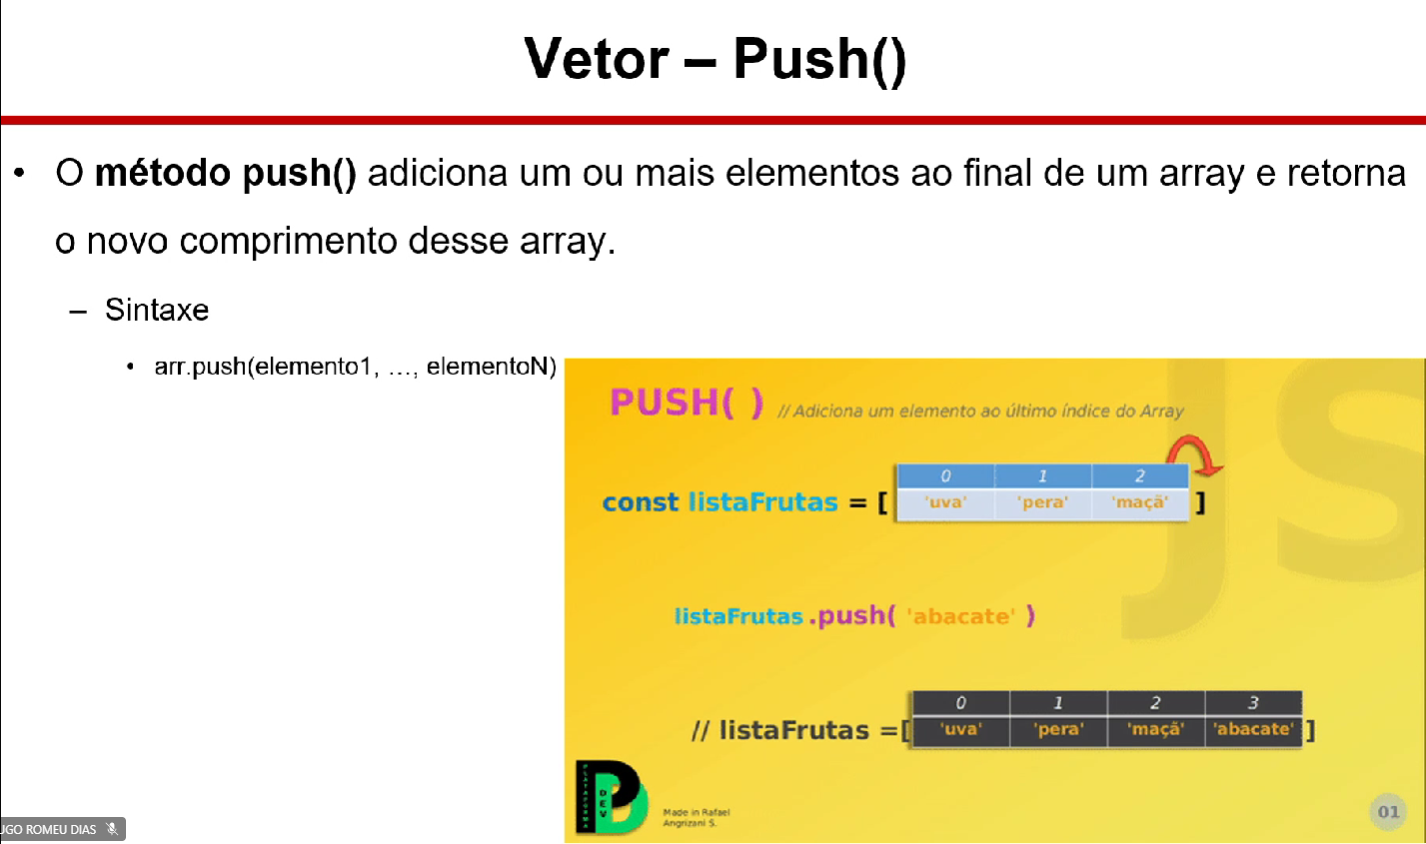 Vetor – Push()
• O método push() adiciona um ou mais elementos ao final de um array e retorna
o novo comprimento desse array.
– Sintaxe
• arr.push(elemento1, …, elementoN)
PUSH( ) // Adiciona um elemento ao último índice do Array
0 1 2
const listaFrutas = [ 'uva' 'pera' 'maçã' ]
listaFrutas.push( 'abacate' )
0 1 2 3
// listaFrutas =[ 'uva' 'pera' 'maçã' 'abacate' ]
PLATAFORMA
DEV
Made in Rafael
Angrizani S.
01
UGO ROMEU DIAS
JS